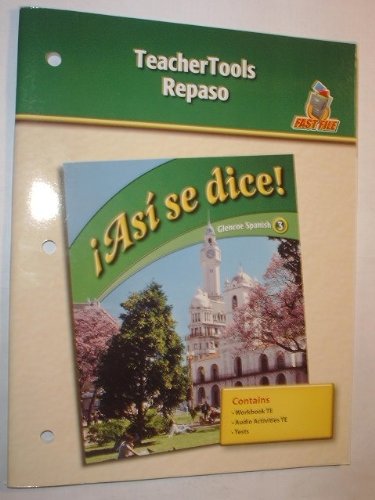 TeacherTools
Repaso
FAST FILE
¡Así se dice!
Glencoe Spanish 3
Contains
• Workbook TE
• Audio Activities TE
• Tests